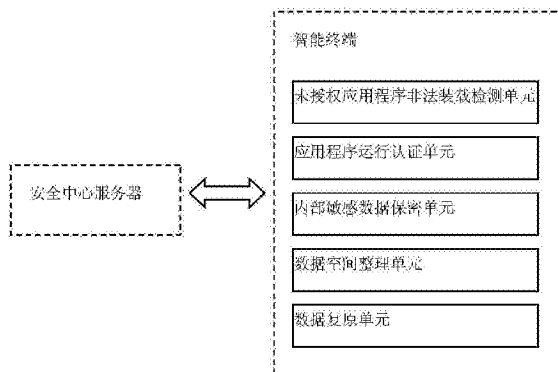 智能终端
未授权应用程序非法装载检测单元
应用程序运行认证单元
安全中心服务器
内部敏感数据保密单元
数据空间整理单元
数据复原单元